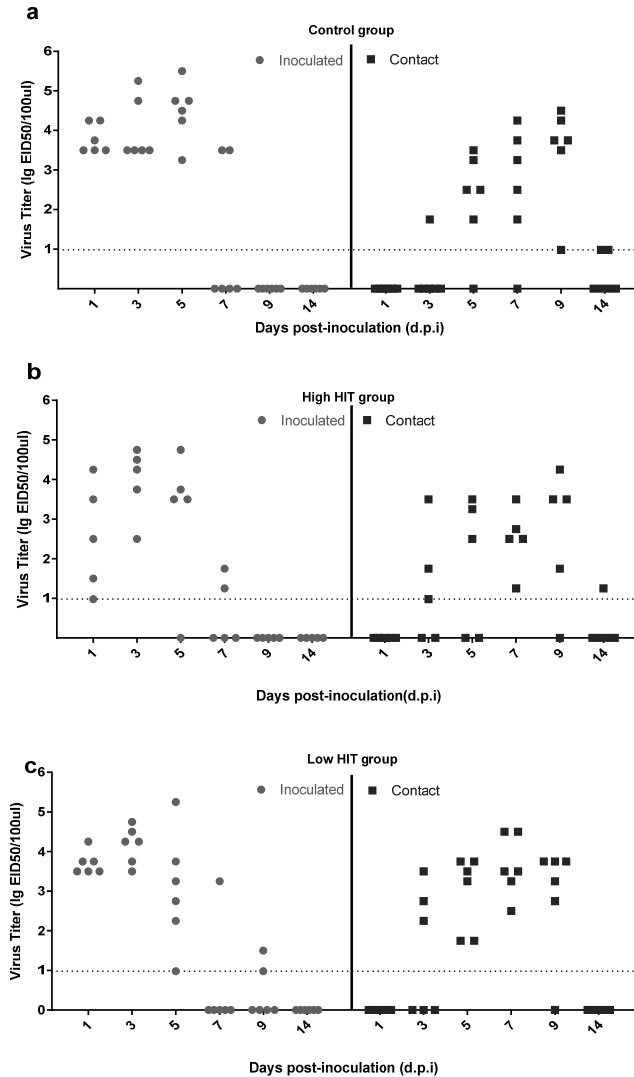 a
Control group
Inoculated
Contact
Virus Titer (lg EID50/100ul)
6
5
4
3
2
1
0
1 3 5 7 9 14 1 3 5 7 9 14
Days post-inoculation (d.p.i)
b
High HIT group
Inoculated
Contact
Virus Titer (lg EID50/100ul)
6
5
4
3
2
1
0
1 3 5 7 9 14 1 3 5 7 9 14
Days post-inoculation(d.p.i)
c
Low HIT group
Inoculated
Contact
Virus Titer (lg EID50/100ul)
6
5
4
3
2
1
0
1 3 5 7 9 14 1 3 5 7 9 14
Days post-inoculation (d.p.i)